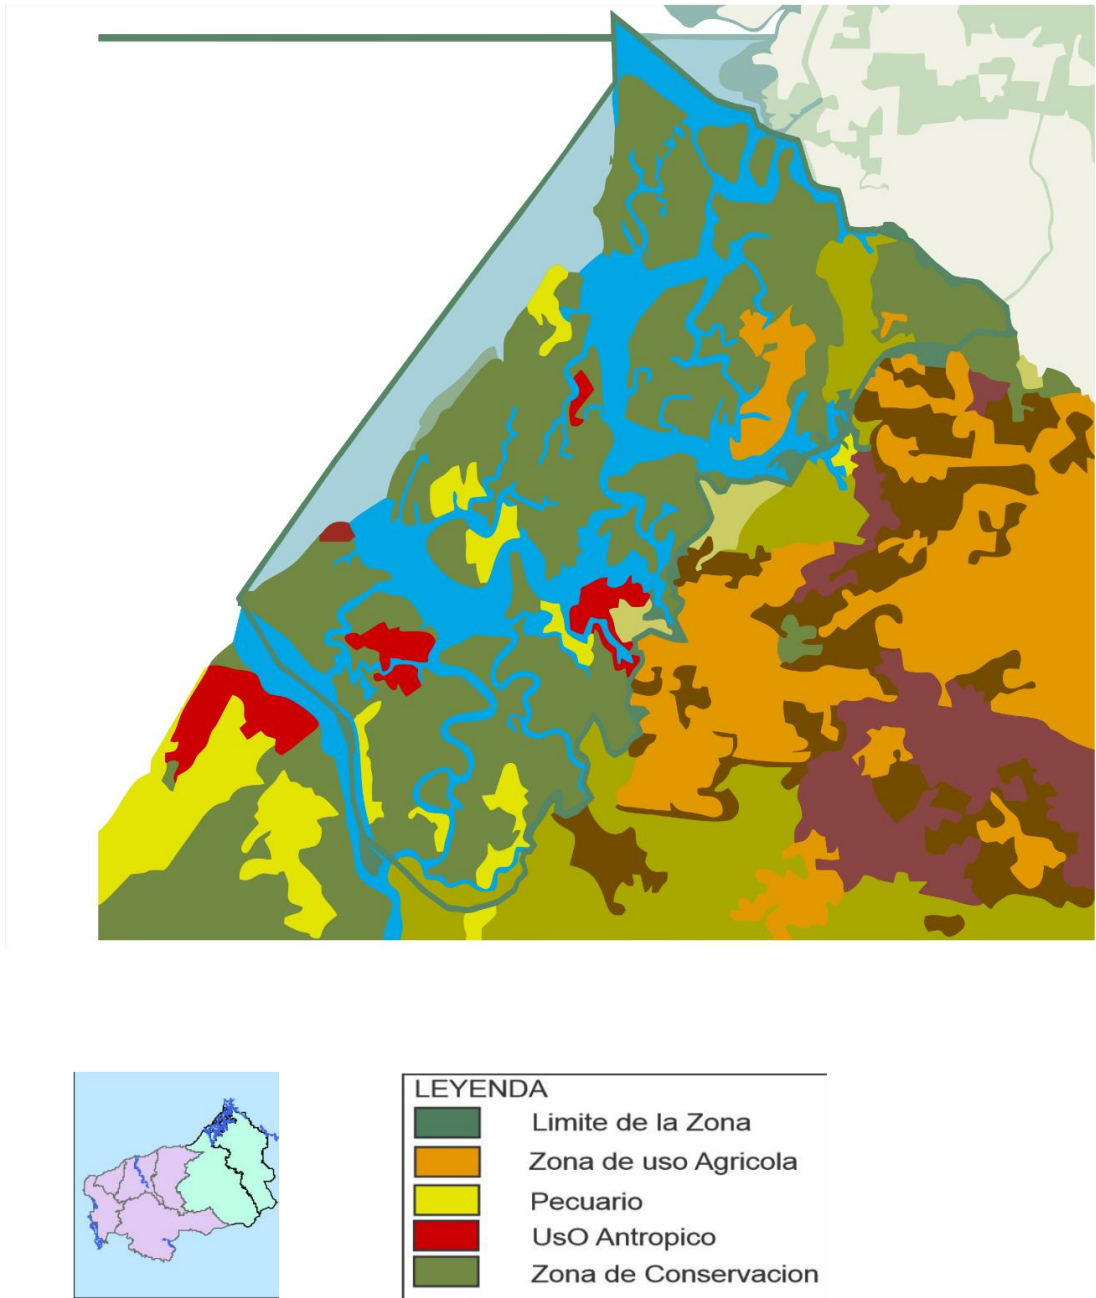 LEYENDA
Limite de la Zona
Zona de uso Agricola
Pecuario
UsO Antropico
Zona de Conservacion